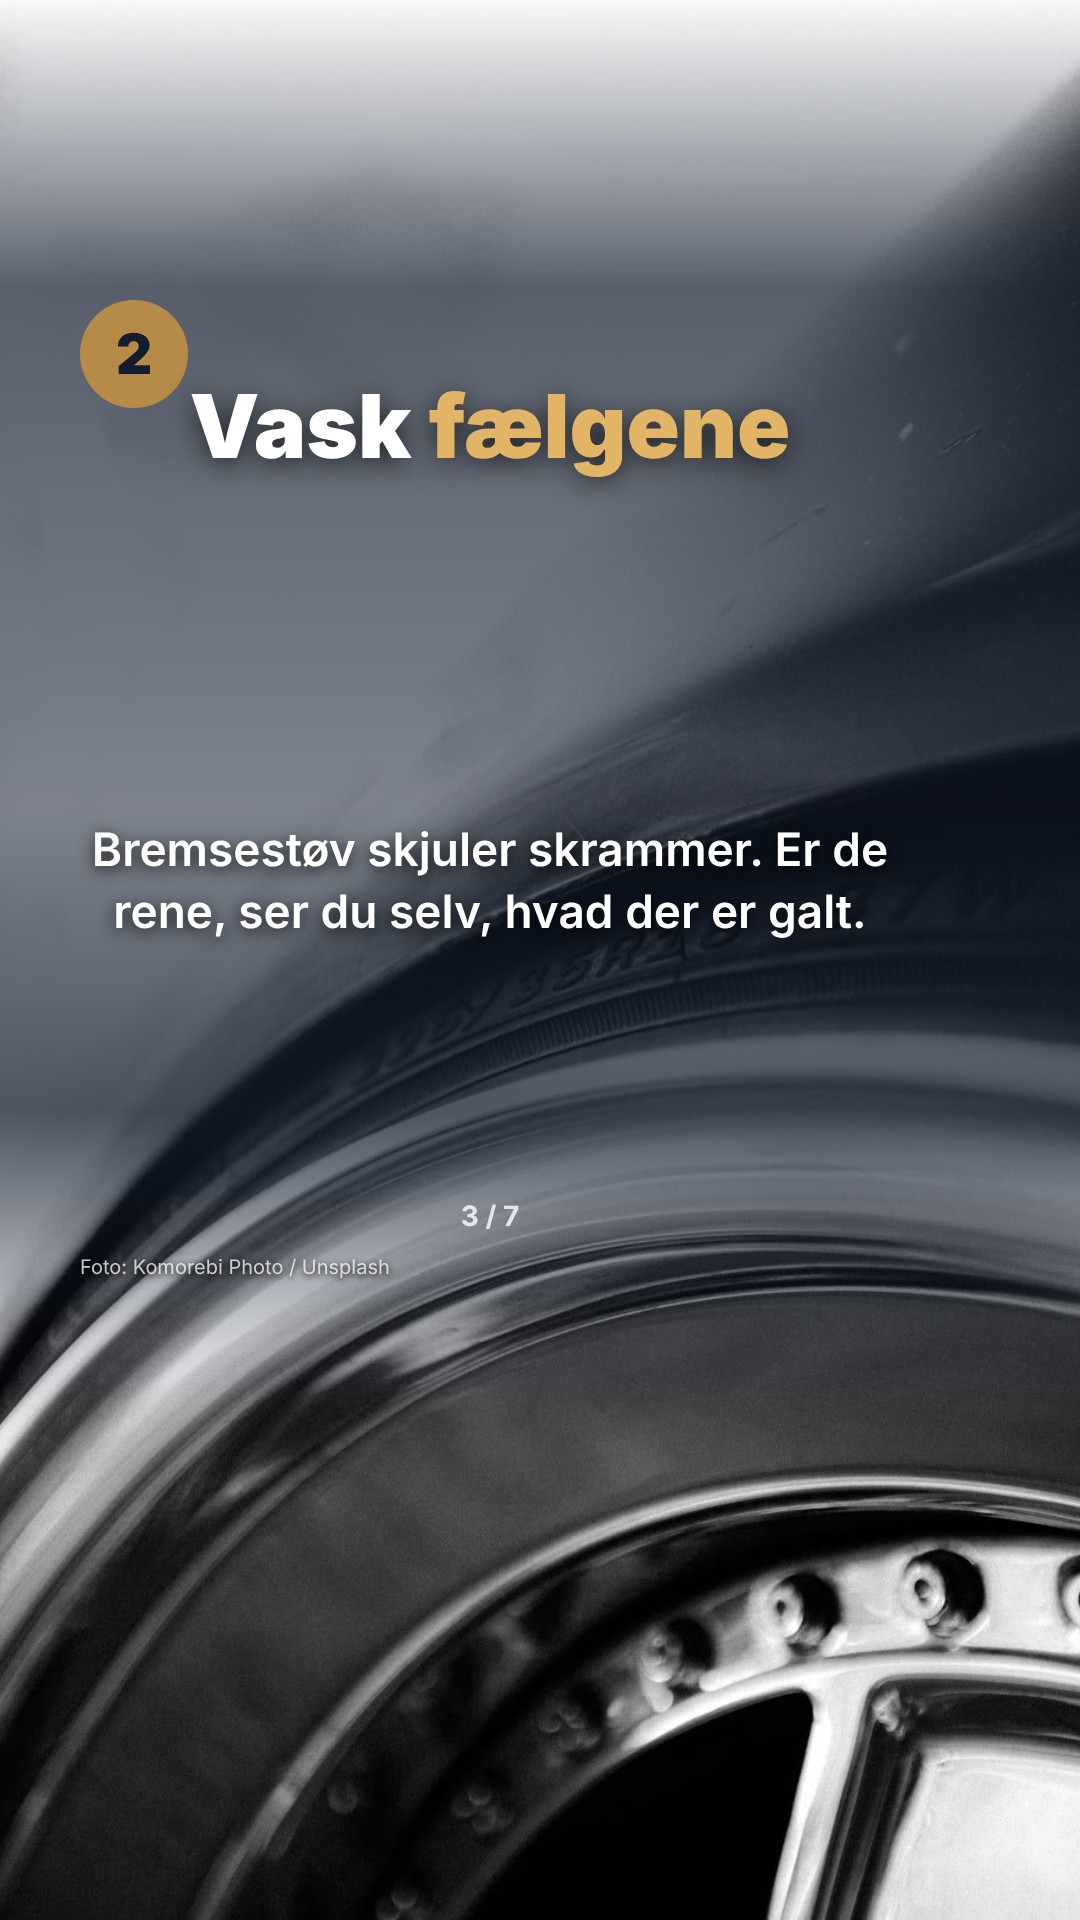 2
Vask fælgene
Bremsestøv skjuler skrammer. Er de
rene, ser du selv, hvad der er galt.
3 / 7
Foto: Komorebi Photo / Unsplash